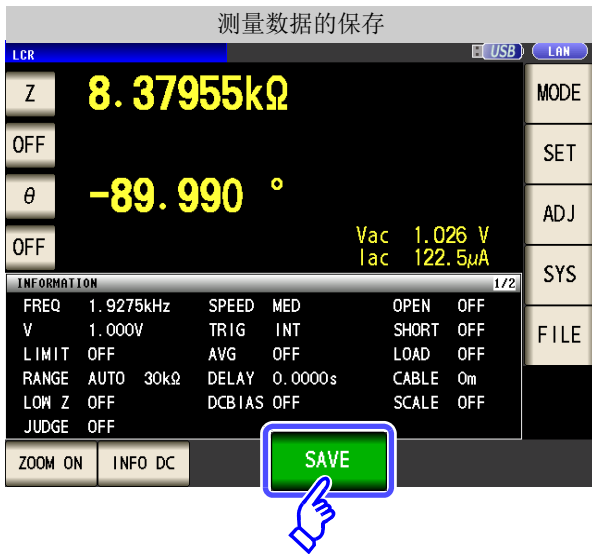 测量数据的保存
LCR USB LAN
Z 8.37955kΩ MODE
OFF SET
θ -89.990 ° ADJ
OFF Vac 1.026 V
Iac 122.5μA SYS
INFORMATION 1/2
FREQ 1.9275kHz SPEED MED OPEN OFF
V 1.000V TRIG INT SHORT OFF FILE
LIMIT OFF AVG OFF LOAD OFF
RANGE AUTO 30kΩ DELAY 0.0000s CABLE 0m
LOW Z OFF DCBIAS OFF SCALE OFF
JUDGE OFF
ZOOM ON INFO DC SAVE